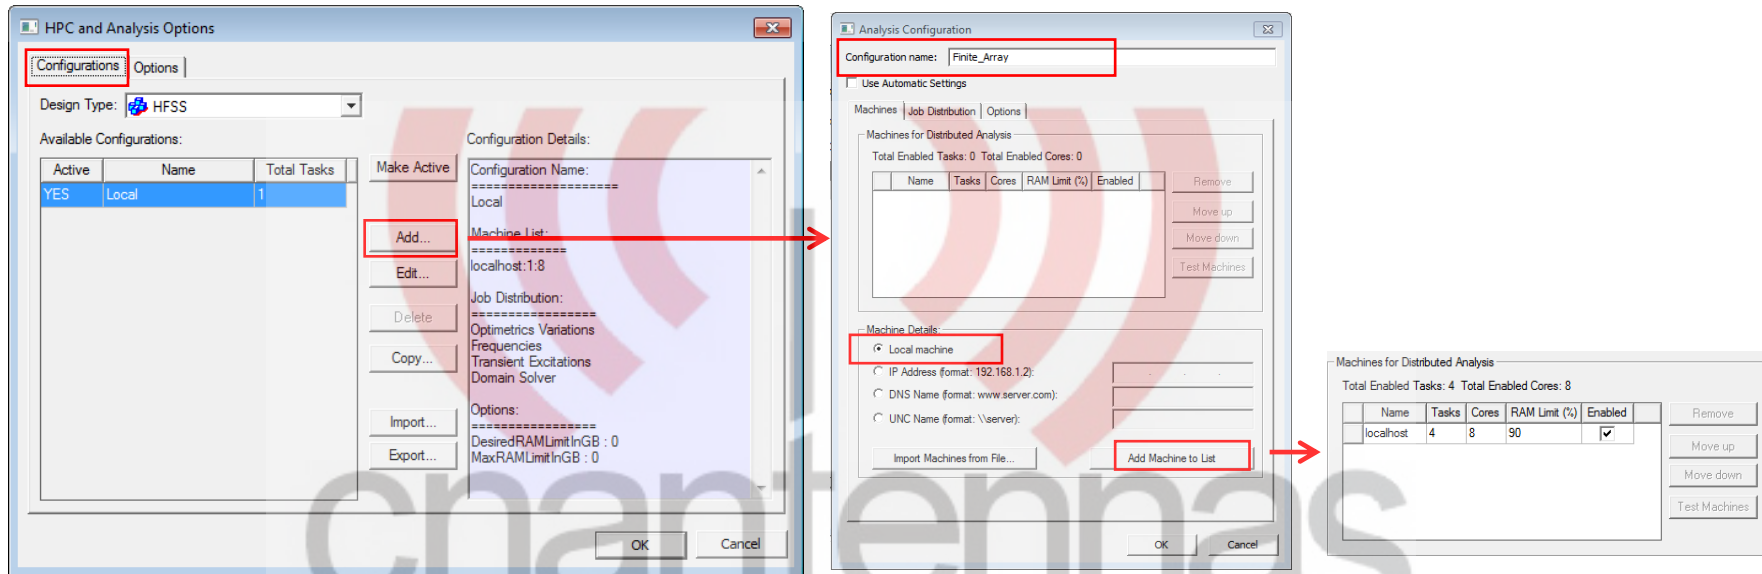 HPC and Analysis Options
Configurations Options
Design Type: HFSS
Available Configurations:
Active Name Total Tasks
YES Local 1
Make Active
Add...
Edit...
Delete
Copy...
Import...
Export...
Configuration Details:
Configuration Name:
====================
Local
Machine List:
=============
localhost:1:8
Job Distribution:
=================
Optimetrics Variations
Frequencies
Transient Excitations
Domain Solver
Options:
=================
DesiredRAMLimitInGB : 0
MaxRAMLimitInGB : 0
OK Cancel
Analysis Configuration
Configuration name: Finite_Array
Use Automatic Settings
Machines Job Distribution Options
Machines for Distributed Analysis
Total Enabled Tasks: 0 Total Enabled Cores: 0
Name Tasks Cores RAM Limit (%) Enabled
Remove
Move up
Move down
Test Machines
Machine Details:
Local machine
IP Address (format: 192.168.1.2):
DNS Name (format: www.server.com):
UNC Name (format: \\server):
Import Machines from File... Add Machine to List
OK Cancel
Machines for Distributed Analysis
Total Enabled Tasks: 4 Total Enabled Cores: 8
Name Tasks Cores RAM Limit (%) Enabled
localhost 4 8 90
Remove
Move up
Move down
Test Machines
cnantennas